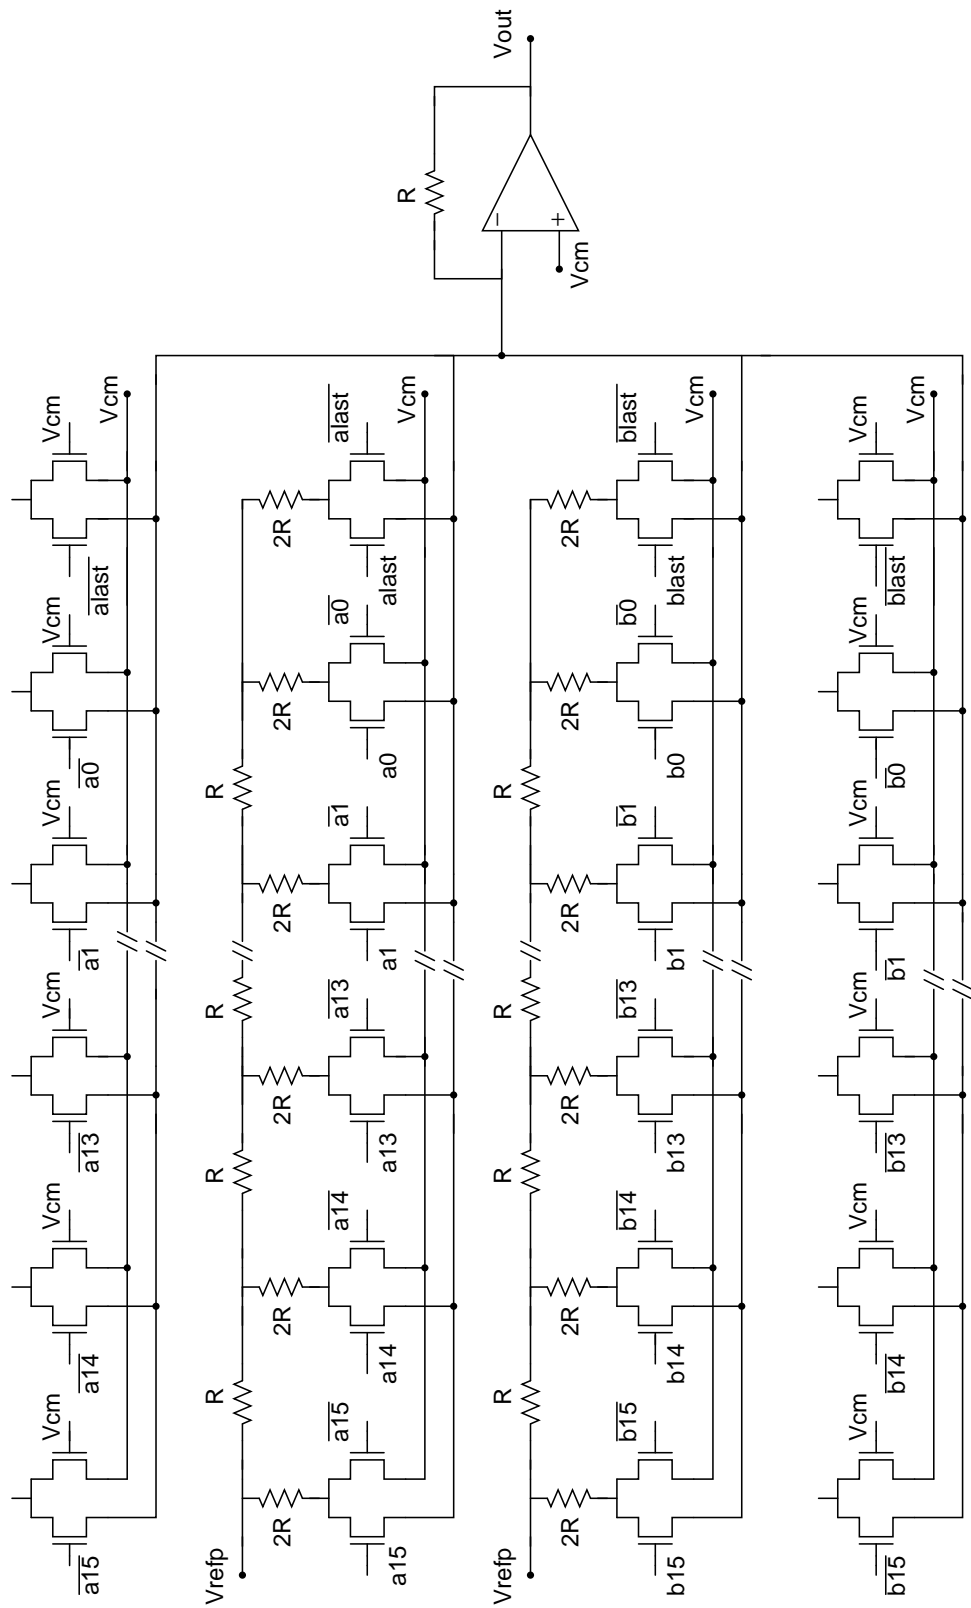 a15 Vcm a14 Vcm a13 Vcm a1 Vcm a0 Vcm alast Vcm
Vcm
Vrefp R R R R
2R 2R 2R 2R 2R 2R
a15 a15 a14 a14 a13 a13 a1 a1 a0 a0 alast alast
Vcm
R
Vout
−
+
Vcm
Vrefp R R R R
2R 2R 2R 2R 2R 2R
b15 b15 b14 b14 b13 b13 b1 b1 b0 b0 blast blast
Vcm
b15 Vcm b14 Vcm b13 Vcm b1 Vcm b0 Vcm blast Vcm
Vcm